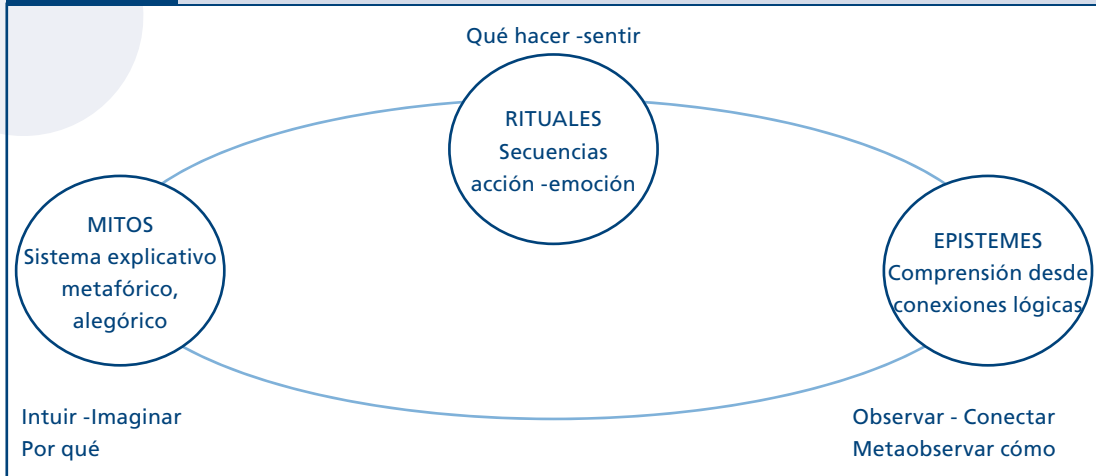 Qué hacer -sentir
RITUALES
Secuencias
acción -emoción
MITOS
Sistema explicativo
metafórico,
alegórico
EPISTEMES
Comprensión desde
conexiones lógicas
Intuir -Imaginar
Por qué
Observar - Conectar
Metaobservar cómo